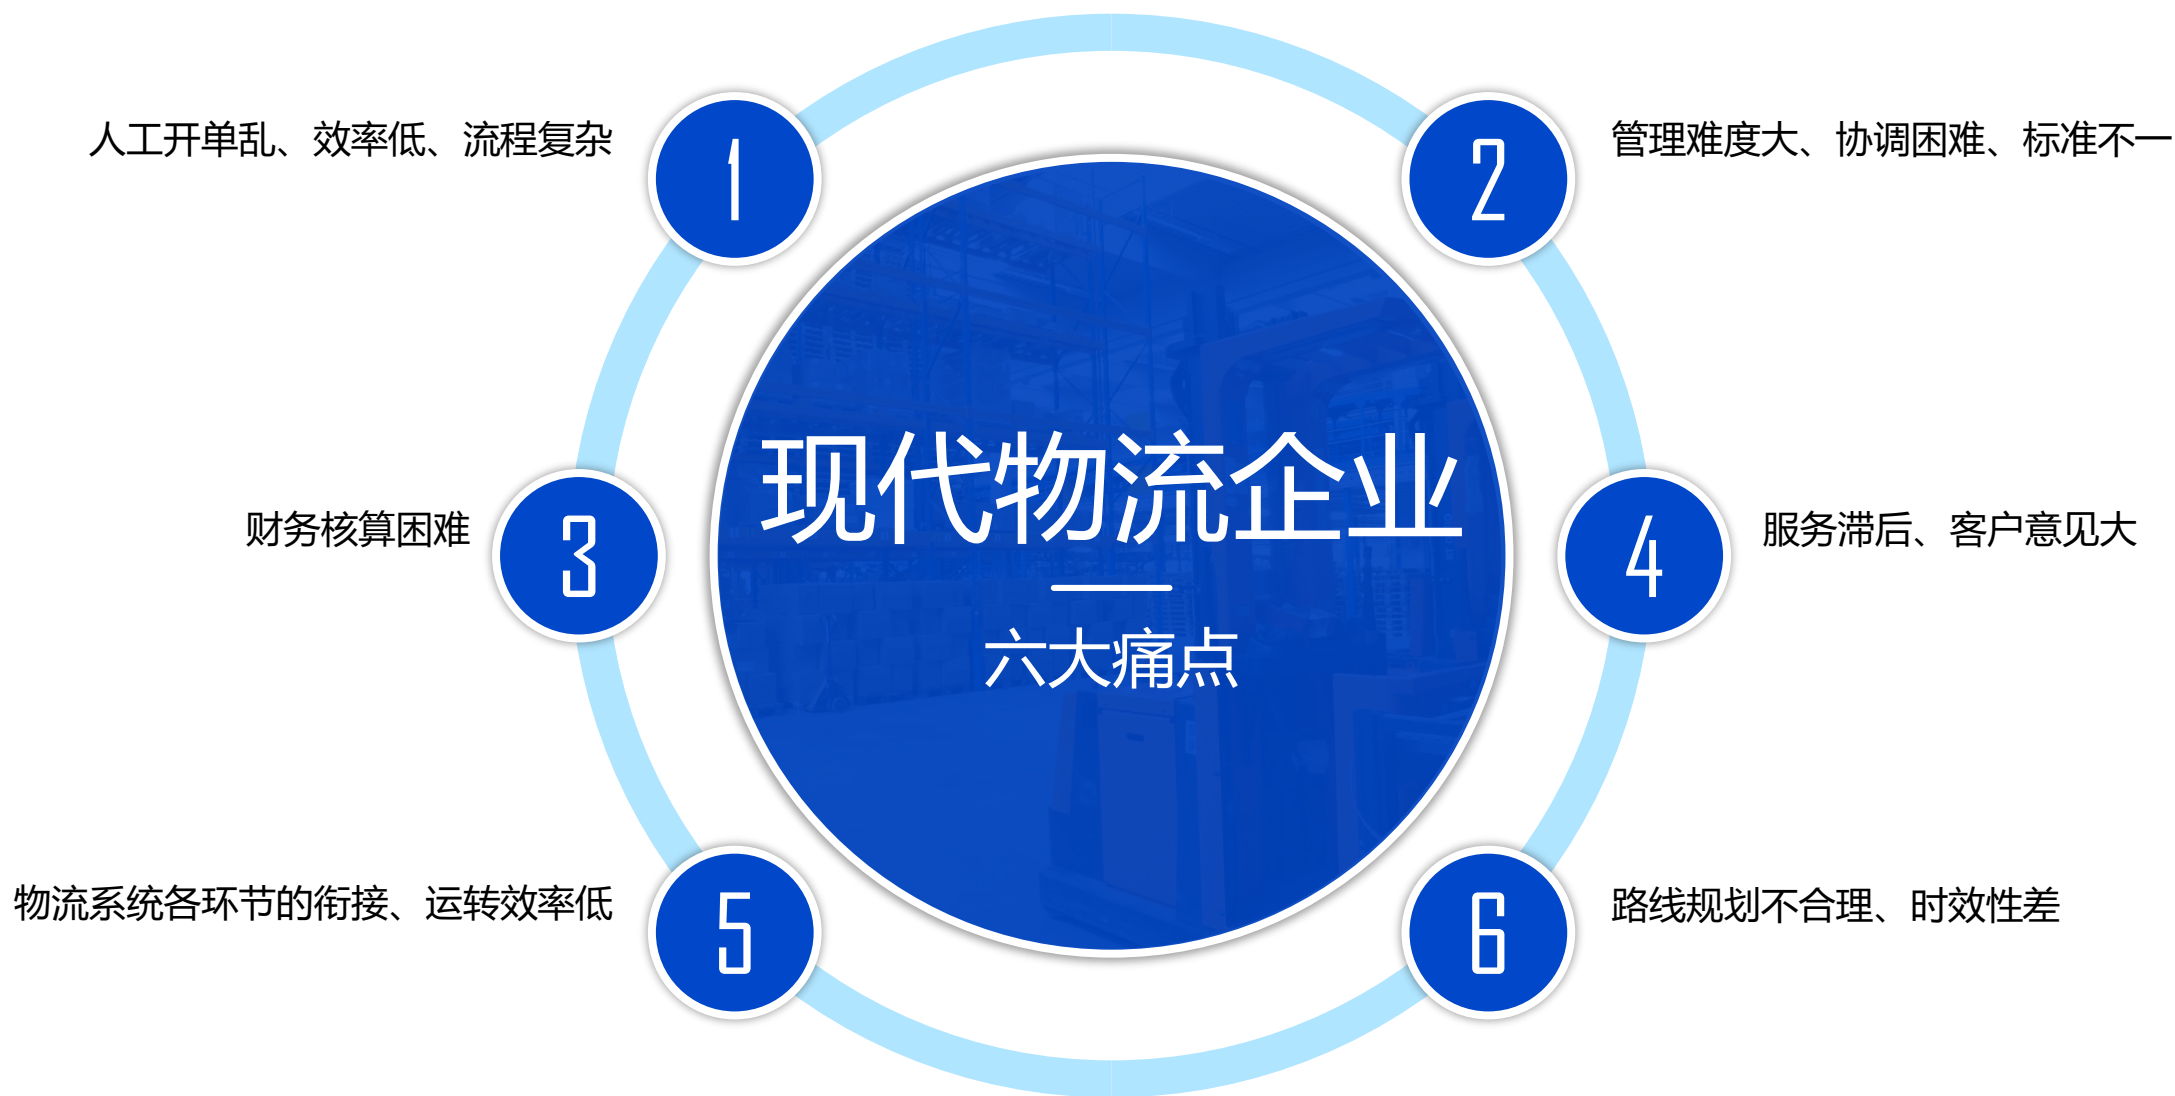 人工开单乱、效率低、流程复杂
1
2
管理难度大、协调困难、标准不一
现代物流企业
六大痛点
财务核算困难
3
4
服务滞后、客户意见大
物流系统各环节的衔接、运转效率低
5
6
路线规划不合理、时效性差